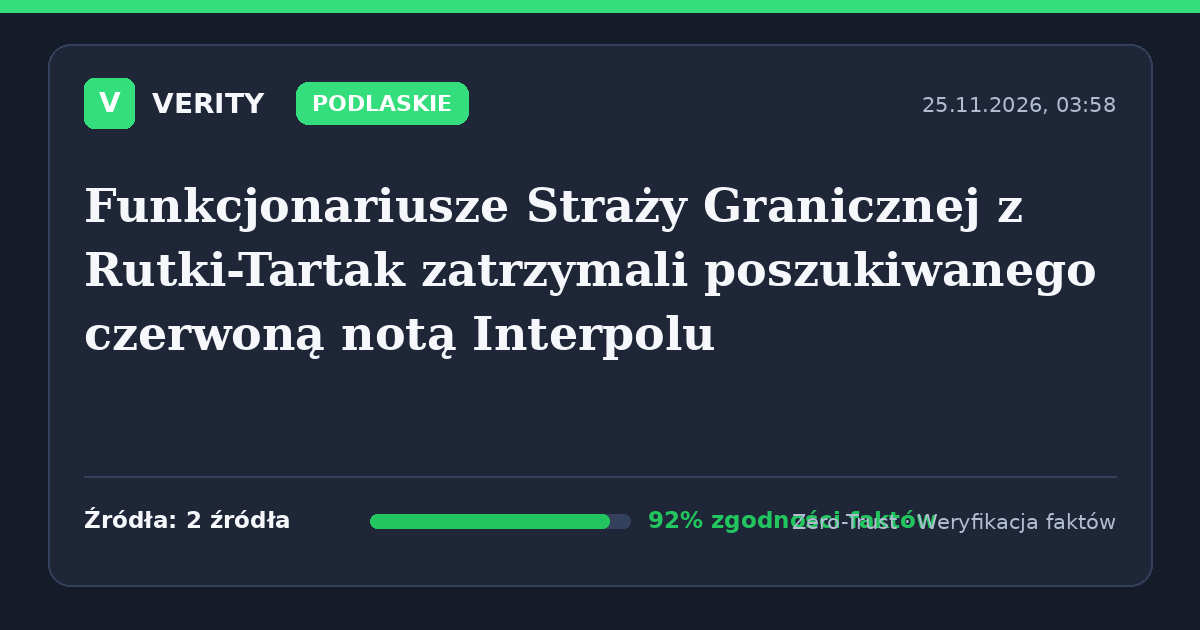 V VERITY PODLASKIE 25.11.2026, 03:58
Funkcjonariusze Straży Granicznej z
Rutki-Tartak zatrzymali poszukiwanego
czerwoną notą Interpolu
Źródła: 2 źródła 92% zgodności faktów Zero-Trust · Weryfikacja faktów